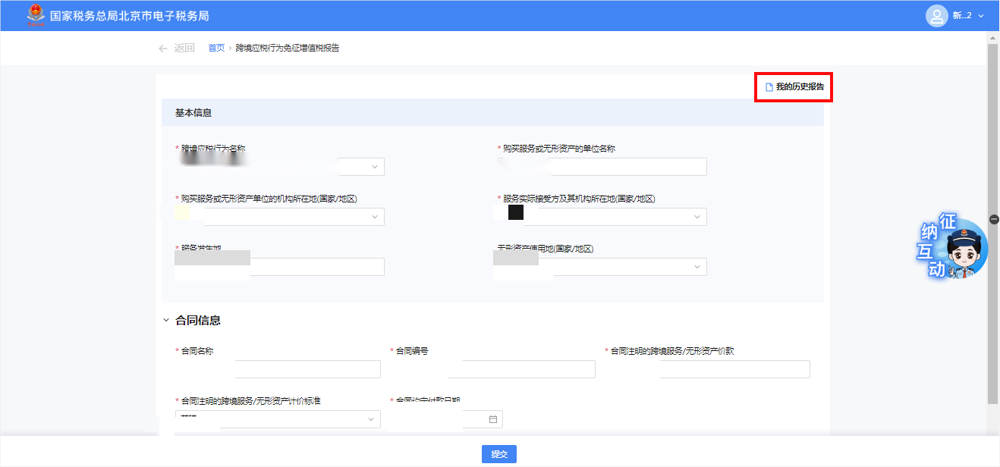 国家税务总局北京市电子税务局
新...2
返回 首页 › 跨境应税行为免征增值税报告
我的历史报告
基本信息
* 跨境应税行为名称
* 购买服务或无形资产的单位名称
* 购买服务或无形资产单位的机构所在地(国家/地区)
* 服务实际接受方及其机构所在地(国家/地区)
* 服务发生地
无形资产使用地(国家/地区)
征纳互动
合同信息
* 合同名称
* 合同编号
* 合同注明的跨境服务/无形资产价款
* 合同注明的跨境服务/无形资产计价标准
* 合同约定付款日期
提交